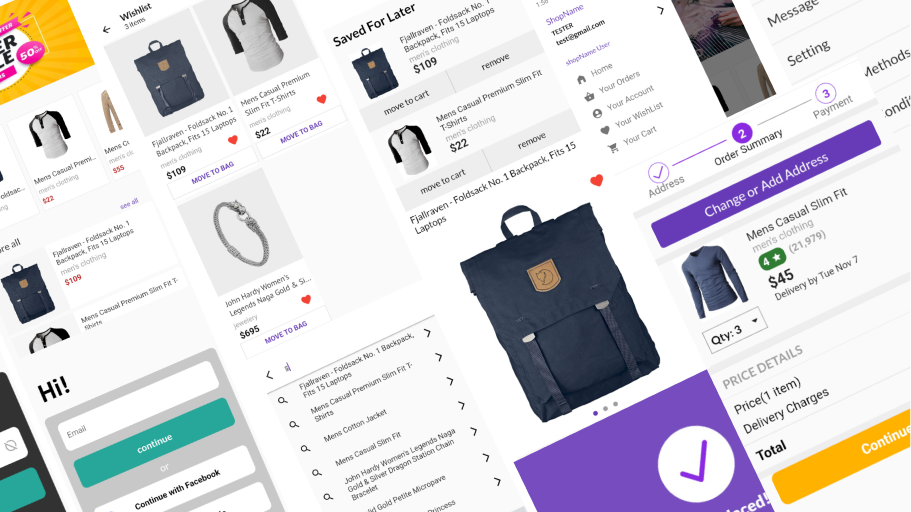 OFFER
ER
LE
50%
Mens Casual Premi...
men's clothing
$22
Mens C
men's cl
$55
see all
Fjallraven - Foldsack No. 1
Backpack, Fits 15 Laptops
men's clothing
$109
Mens Casual Premium Slim Fit T-
Shirts
Wishlist
3 items
Fjallraven - Foldsack No. 1
Backpack, Fits 15 Laptops
men's clothing
$109
MOVE TO BAG
Mens Casual Premium
Slim Fit T-Shirts
men's clothing
$22
MOVE TO BAG
John Hardy Women's
Legends Naga Gold & Si...
jewelery
$695
MOVE TO BAG
Hi!
Email
continue
or
Continue with Facebook
s
Fjallraven - Foldsack No. 1 Backpack,
Fits 15 Laptops
Mens Casual Premium Slim Fit T-
Shirts
Mens Cotton Jacket
Mens Casual Slim Fit
John Hardy Women's Legends Naga
Gold & Silver Dragon Station Chain
Bracelet
lid Gold Petite Micropave
Princess
Saved For Later
Fjallraven - Foldsack No. 1
Backpack, Fits 15 Laptops
men's clothing
$109
move to cart
remove
Mens Casual Premium Slim Fit
T-Shirts
men's clothing
$22
move to cart
remove
Fjallraven - Foldsack No. 1 Backpack, Fits 15
Laptops
ShopName
TESTER
test@gmail.com
shopName User
Home
Your Orders
Your Account
Your WishList
Your Cart
Message
Setting
Methods
2
3
Address
Order Summary
Payment
Change or Add Address
Mens Casual Slim Fit
men's clothing
4 ★ (21,979)
$45
Delivery by Tue Nov 7
Qty: 3
PRICE DETAILS
Price(1 item)
Delivery Charges
Total
Continue
laced!